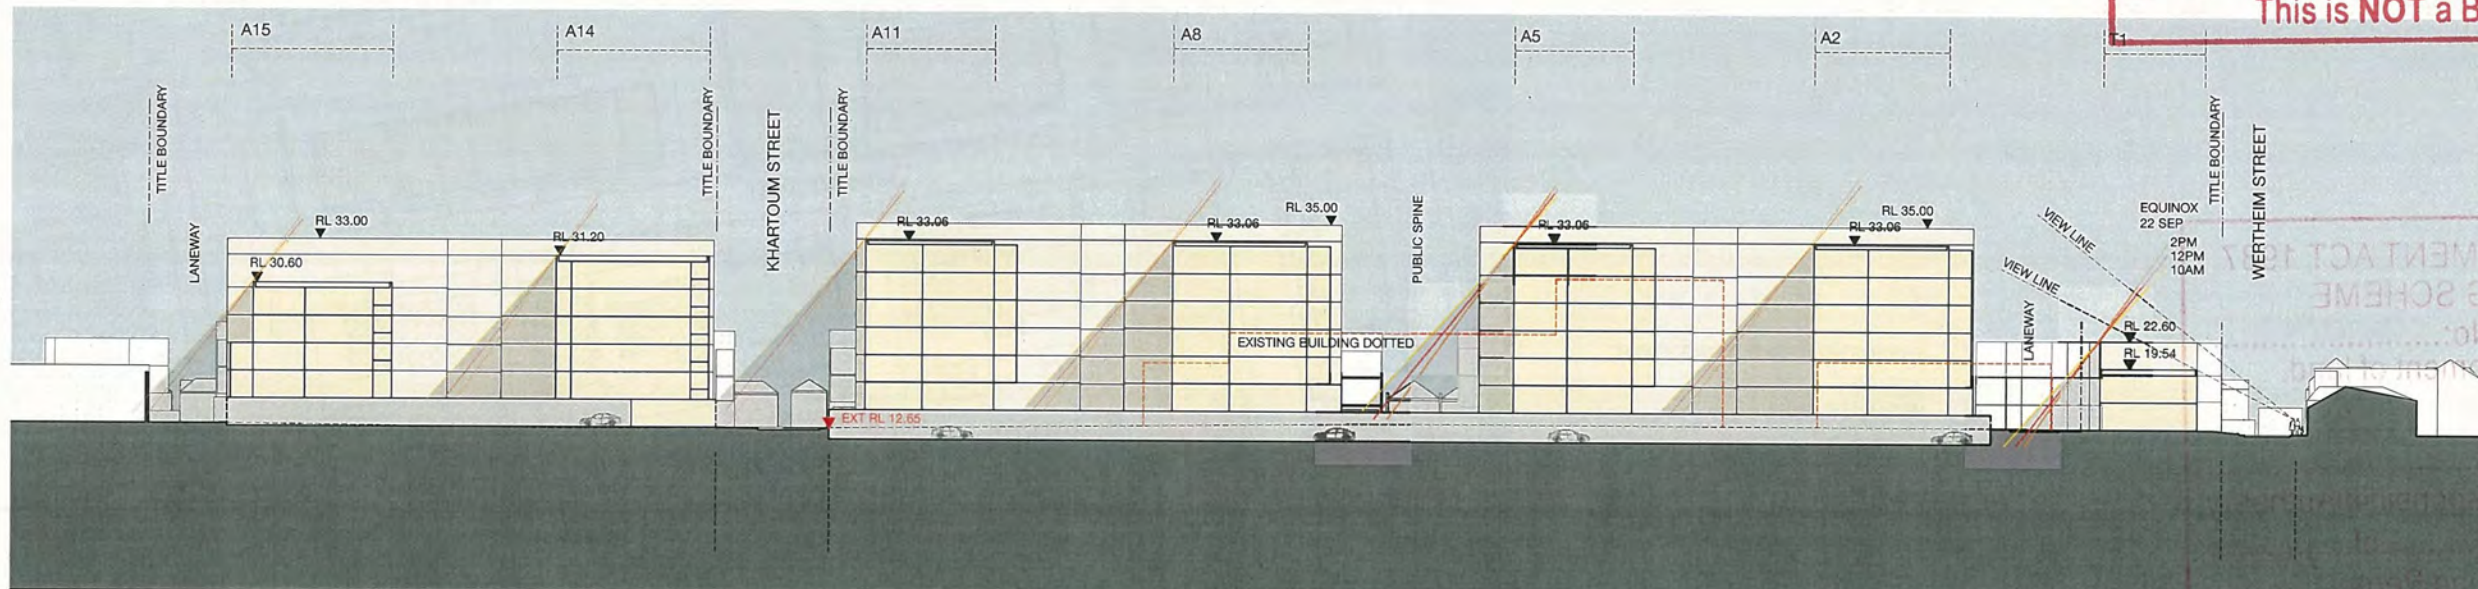 This is NOT a B
A15
A14
A11
A8
A5
A2
T1
TITLE BOUNDARY
LANEWAY
TITLE BOUNDARY
KHARTOUM STREET
TITLE BOUNDARY
PUBLIC SPINE
LANEWAY
TITLE BOUNDARY
WERTHEIM STREET
RL 33.00
RL 30.60
RL 31.20
RL 33.06
RL 33.06
RL 35.00
RL 33.06
RL 33.06
RL 35.00
VIEW LINE
VIEW LINE
EQUINOX
22 SEP
2PM
12PM
10AM
RL 22.60
RL 19.54
EXISTING BUILDING DOTTED
EXT RL 12.65
MENT ACT 1987
SCHEME